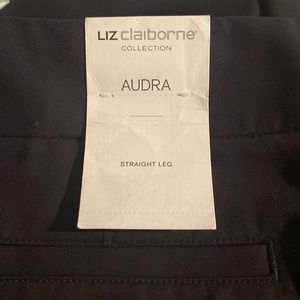 LIZ claiborne®
COLLECTION
AUDRA
STRAIGHT LEG